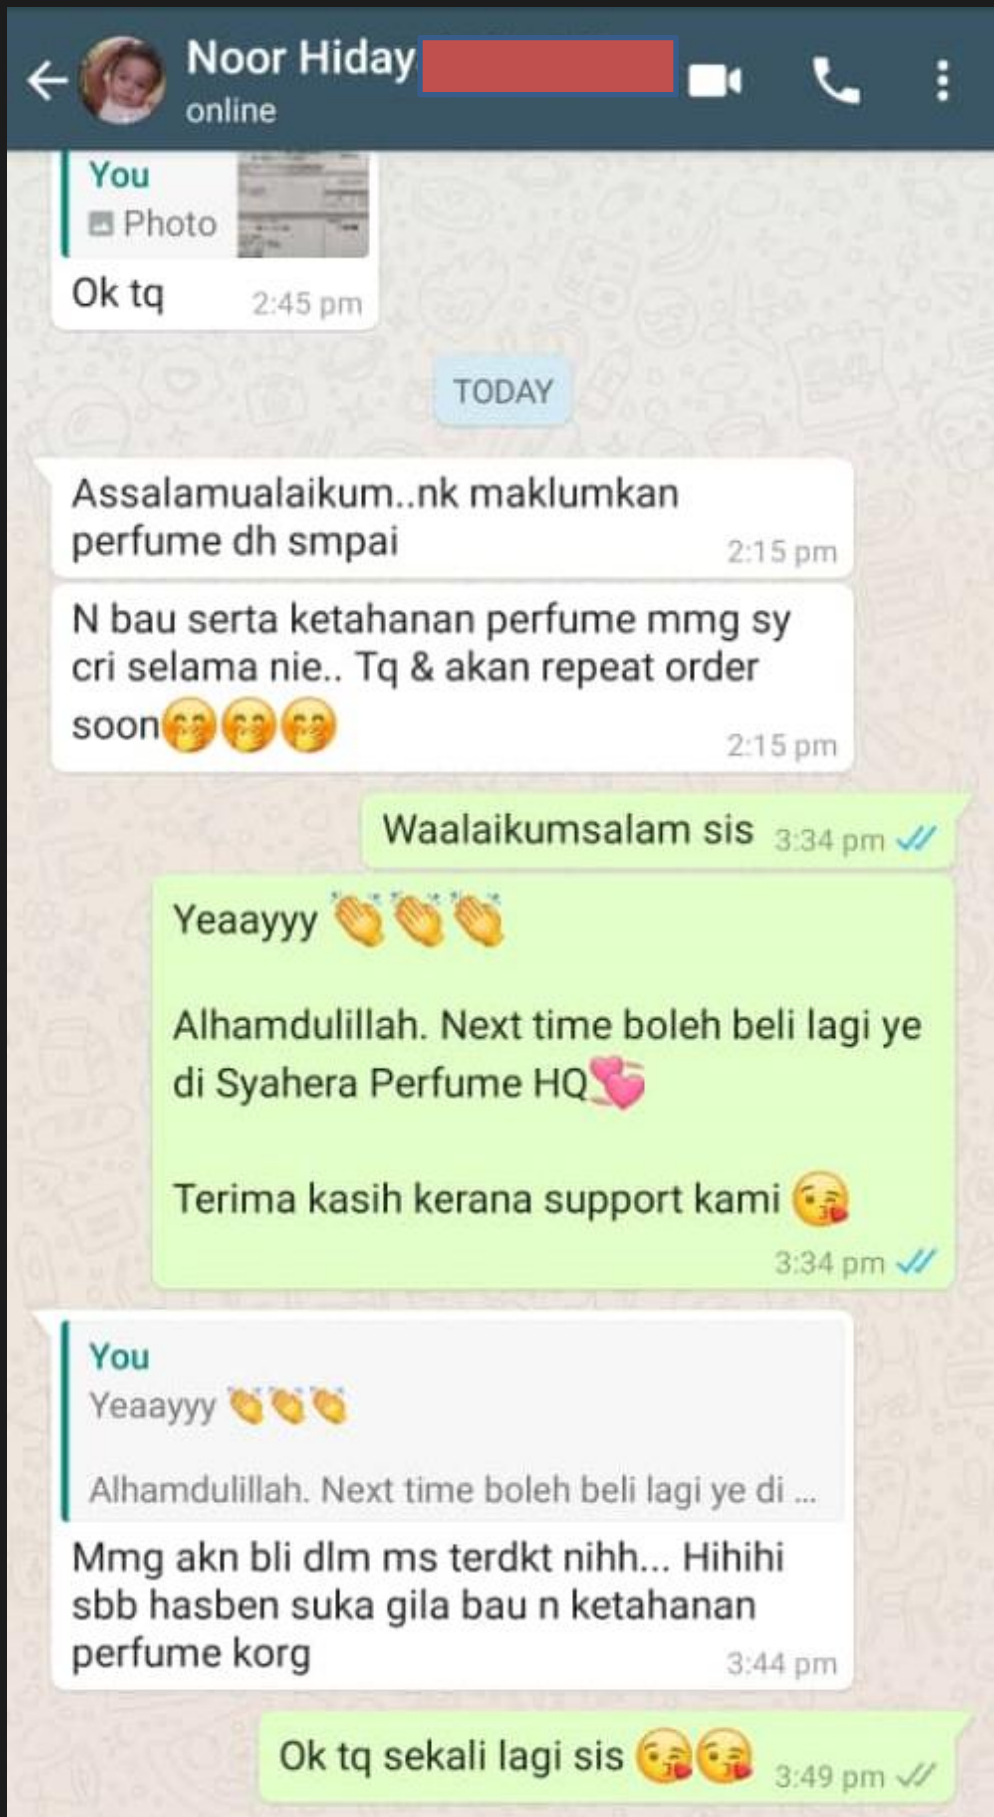 Noor Hiday
online
You
Photo
Ok tq 2:45 pm
TODAY
Assalamualaikum..nk maklumkan
perfume dh smpai 2:15 pm
N bau serta ketahanan perfume mmg sy
cri selama nie.. Tq & akan repeat order
soon🤭🤭🤭 2:15 pm
Waalaikumsalam sis 3:34 pm
Yeaayyy 👏👏👏
Alhamdulillah. Next time boleh beli lagi ye
di Syahera Perfume HQ💞
Terima kasih kerana support kami 😘
3:34 pm
You
Yeaayyy 👏👏👏
Alhamdulillah. Next time boleh beli lagi ye di ...
Mmg akn bli dlm ms terdkt nihh... Hihihi
sbb hasben suka gila bau n ketahanan
perfume korg 3:44 pm
Ok tq sekali lagi sis 😘😘 3:49 pm